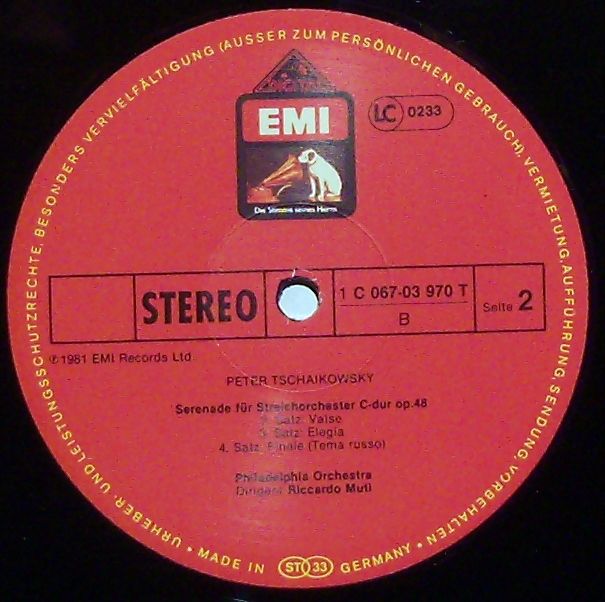 URHEBER- UND LEISTUNGSSCHUTZRECHTE, BESONDERS VERVIELFÄLTIGUNG (AUSSER ZUM PERSÖNLICHEN GEBRAUCH), VERMIETUNG, AUFFÜHRUNG, SENDUNG, VORBEHALTEN • MADE IN ST 33 GERMANY •
EMI
LC 0233
Die Stimme seines Herrn
STEREO
1 C 067-03 970 T
B
Seite 2
℗ 1981 EMI Records Ltd.
PETER TSCHAIKOWSKY
Serenade für Streichorchester C-dur op.48
Satz: Valse
3. Satz: Elegia
4. Satz: Finale (Tema russo)
Philadelphia Orchestra
Dirigent Riccardo Muti